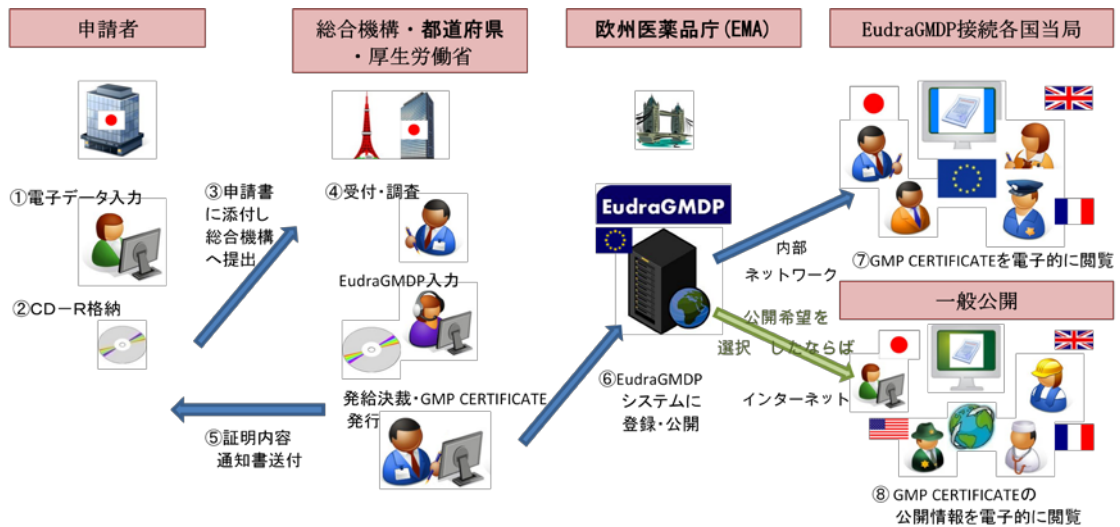 申請者
総合機構・都道府県
・厚生労働省
欧州医薬品庁(EMA)
EudraGMDP接続各国当局
①電子データ入力
②CD－R格納
③申請書
に添付し
総合機構
へ提出
④受付・調査
EudraGMDP入力
発給決裁・GMP CERTIFICATE
発行
⑤証明内容
通知書送付
EudraGMDP
⑥EudraGMDP
システムに
登録・公開
内部
ネットワーク
公開希望を
選択　したならば
インターネット
⑦GMP CERTIFICATEを電子的に閲覧
一般公開
⑧ GMP CERTIFICATEの
公開情報を電子的に閲覧